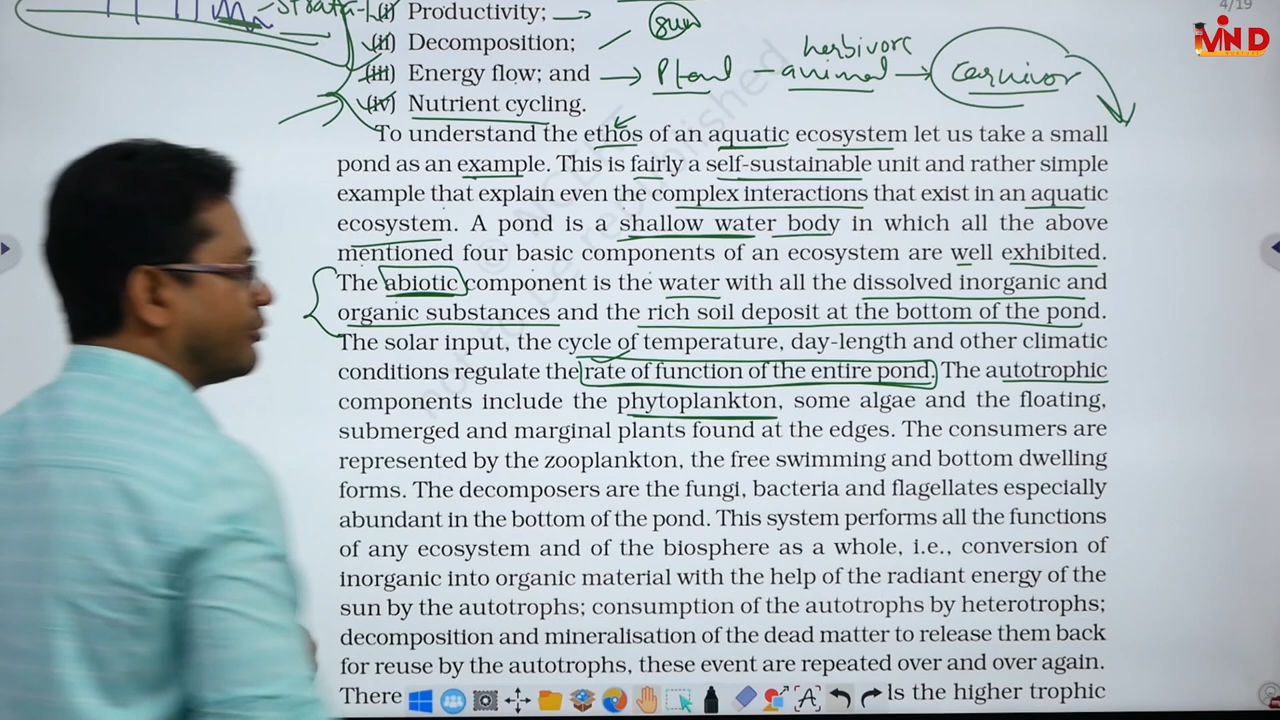 4/19
MIND
strata
(i) Productivity;
sun
(ii) Decomposition;
herbivore
(iii) Energy flow; and → Plant – animal → carnivor
(iv) Nutrient cycling.
To understand the ethos of an aquatic ecosystem let us take a small
pond as an example. This is fairly a self-sustainable unit and rather simple
example that explain even the complex interactions that exist in an aquatic
ecosystem. A pond is a shallow water body in which all the above
mentioned four basic components of an ecosystem are well exhibited.
The abiotic component is the water with all the dissolved inorganic and
organic substances and the rich soil deposit at the bottom of the pond.
The solar input, the cycle of temperature, day-length and other climatic
conditions regulate the rate of function of the entire pond. The autotrophic
components include the phytoplankton, some algae and the floating,
submerged and marginal plants found at the edges. The consumers are
represented by the zooplankton, the free swimming and bottom dwelling
forms. The decomposers are the fungi, bacteria and flagellates especially
abundant in the bottom of the pond. This system performs all the functions
of any ecosystem and of the biosphere as a whole, i.e., conversion of
inorganic into organic material with the help of the radiant energy of the
sun by the autotrophs; consumption of the autotrophs by heterotrophs;
decomposition and mineralisation of the dead matter to release them back
for reuse by the autotrophs, these event are repeated over and over again.
There ls the higher trophic